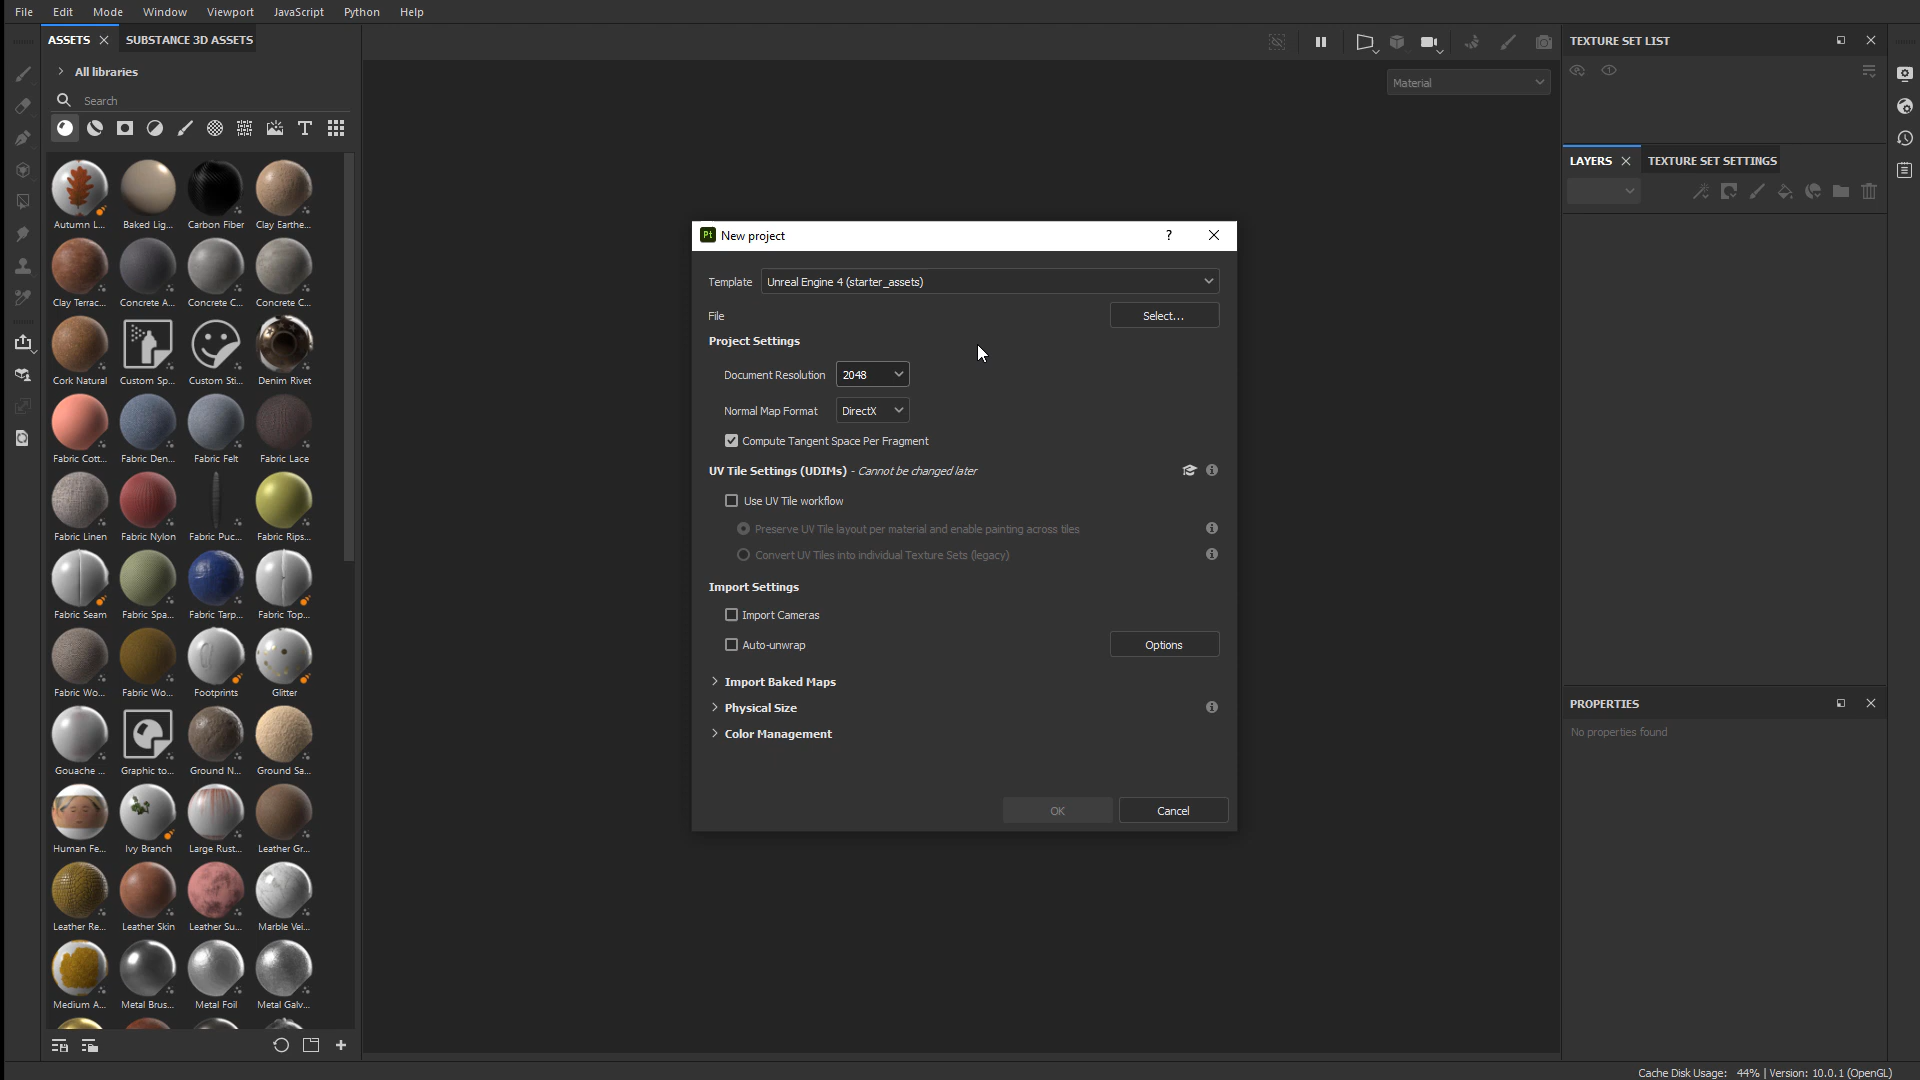 File Edit Mode Window Viewport JavaScript Python Help
ASSETS SUBSTANCE 3D ASSETS
All libraries
Search
Autumn L... Baked Lig... Carbon Fiber Clay Earthe...
Clay Terrac... Concrete A... Concrete C... Concrete C...
Cork Natural Custom Sp... Custom Sti... Denim Rivet
Fabric Cott... Fabric Den... Fabric Felt Fabric Lace
Fabric Linen Fabric Nylon Fabric Puc... Fabric Rips...
Fabric Seam Fabric Spa... Fabric Tarp... Fabric Top...
Fabric Wo... Fabric Wo... Footprints Glitter
Gouache ... Graphic to... Ground N... Ground Sa...
Human Fe... Ivy Branch Large Rust... Leather Gr...
Leather Re... Leather Skin Leather Su... Marble Vei...
Medium A... Metal Brus... Metal Foil Metal Galv...
Material
Pt New project ?
Template Unreal Engine 4 (starter_assets)
File Select...
Project Settings
Document Resolution 2048
Normal Map Format DirectX
Compute Tangent Space Per Fragment
UV Tile Settings (UDIMs) - Cannot be changed later
Use UV Tile workflow
Preserve UV Tile layout per material and enable painting across tiles
Convert UV Tiles into individual Texture Sets (legacy)
Import Settings
Import Cameras
Auto-unwrap Options
Import Baked Maps
Physical Size
Color Management
OK Cancel
TEXTURE SET LIST
LAYERS TEXTURE SET SETTINGS
PROPERTIES
No properties found
Cache Disk Usage: 44% | Version: 10.0.1 (OpenGL)